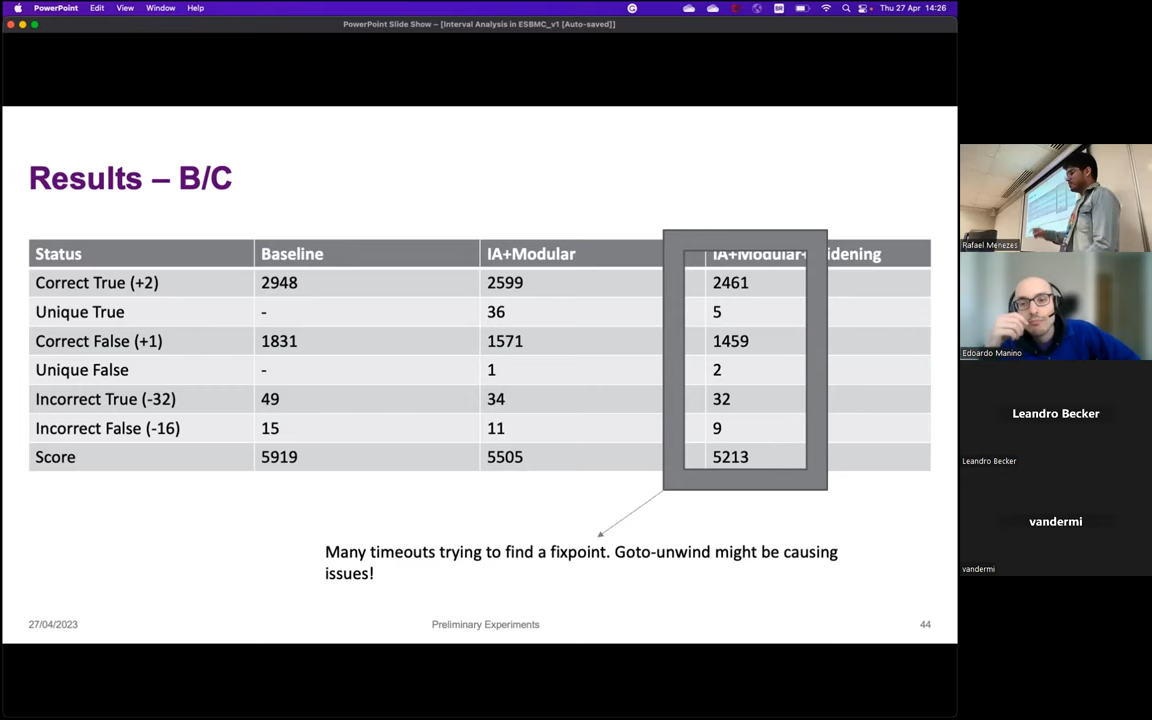 PowerPoint Edit View Window Help
Thu 27 Apr 14:26
PowerPoint Slide Show – [Interval Analysis in ESBMC_v1 [Auto-saved]]
Results – B/C
Status Baseline IA+Modular IA+Modular+ idening
Correct True (+2) 2948 2599 2461
Unique True - 36 5
Correct False (+1) 1831 1571 1459
Unique False - 1 2
Incorrect True (-32) 49 34 32
Incorrect False (-16) 15 11 9
Score 5919 5505 5213
Many timeouts trying to find a fixpoint. Goto-unwind might be causing
issues!
27/04/2023 Preliminary Experiments 44
Rafael Menezes
Edoardo Manino
Leandro Becker
Leandro Becker
vandermi
vandermi